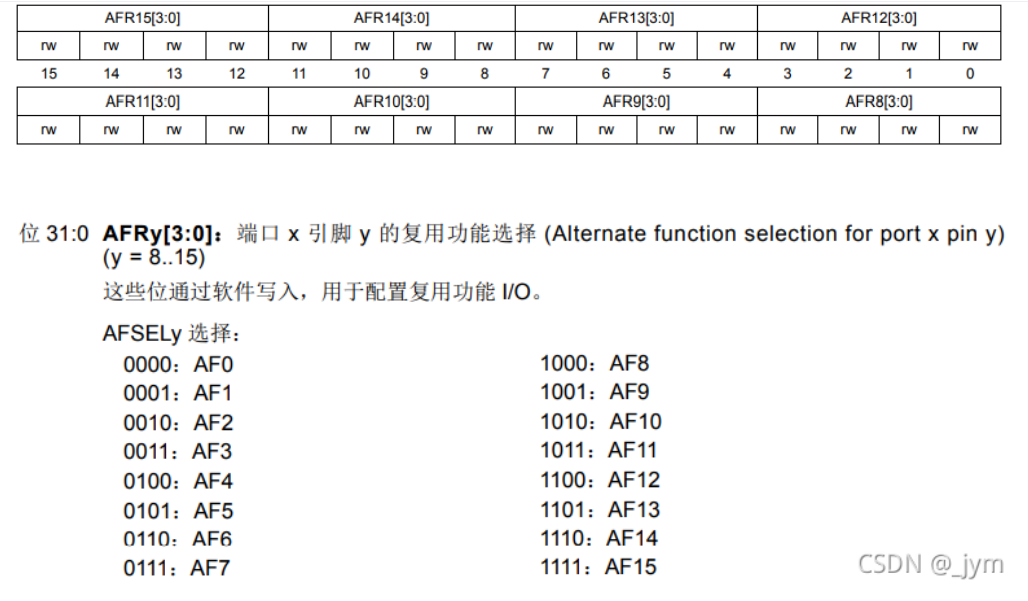 AFR15[3:0] AFR14[3:0] AFR13[3:0] AFR12[3:0]
rw rw rw rw rw rw rw rw rw rw rw rw rw rw rw rw
15 14 13 12 11 10 9 8 7 6 5 4 3 2 1 0
AFR11[3:0] AFR10[3:0] AFR9[3:0] AFR8[3:0]
rw rw rw rw rw rw rw rw rw rw rw rw rw rw rw rw
位 31:0 AFRy[3:0]：端口 x 引脚 y 的复用功能选择 (Alternate function selection for port x pin y)
(y = 8..15)
这些位通过软件写入，用于配置复用功能 I/O。
AFSELy 选择：
0000：AF0 1000：AF8
0001：AF1 1001：AF9
0010：AF2 1010：AF10
0011：AF3 1011：AF11
0100：AF4 1100：AF12
0101：AF5 1101：AF13
0110：AF6 1110：AF14
0111：AF7 1111：AF15
CSDN @_jym